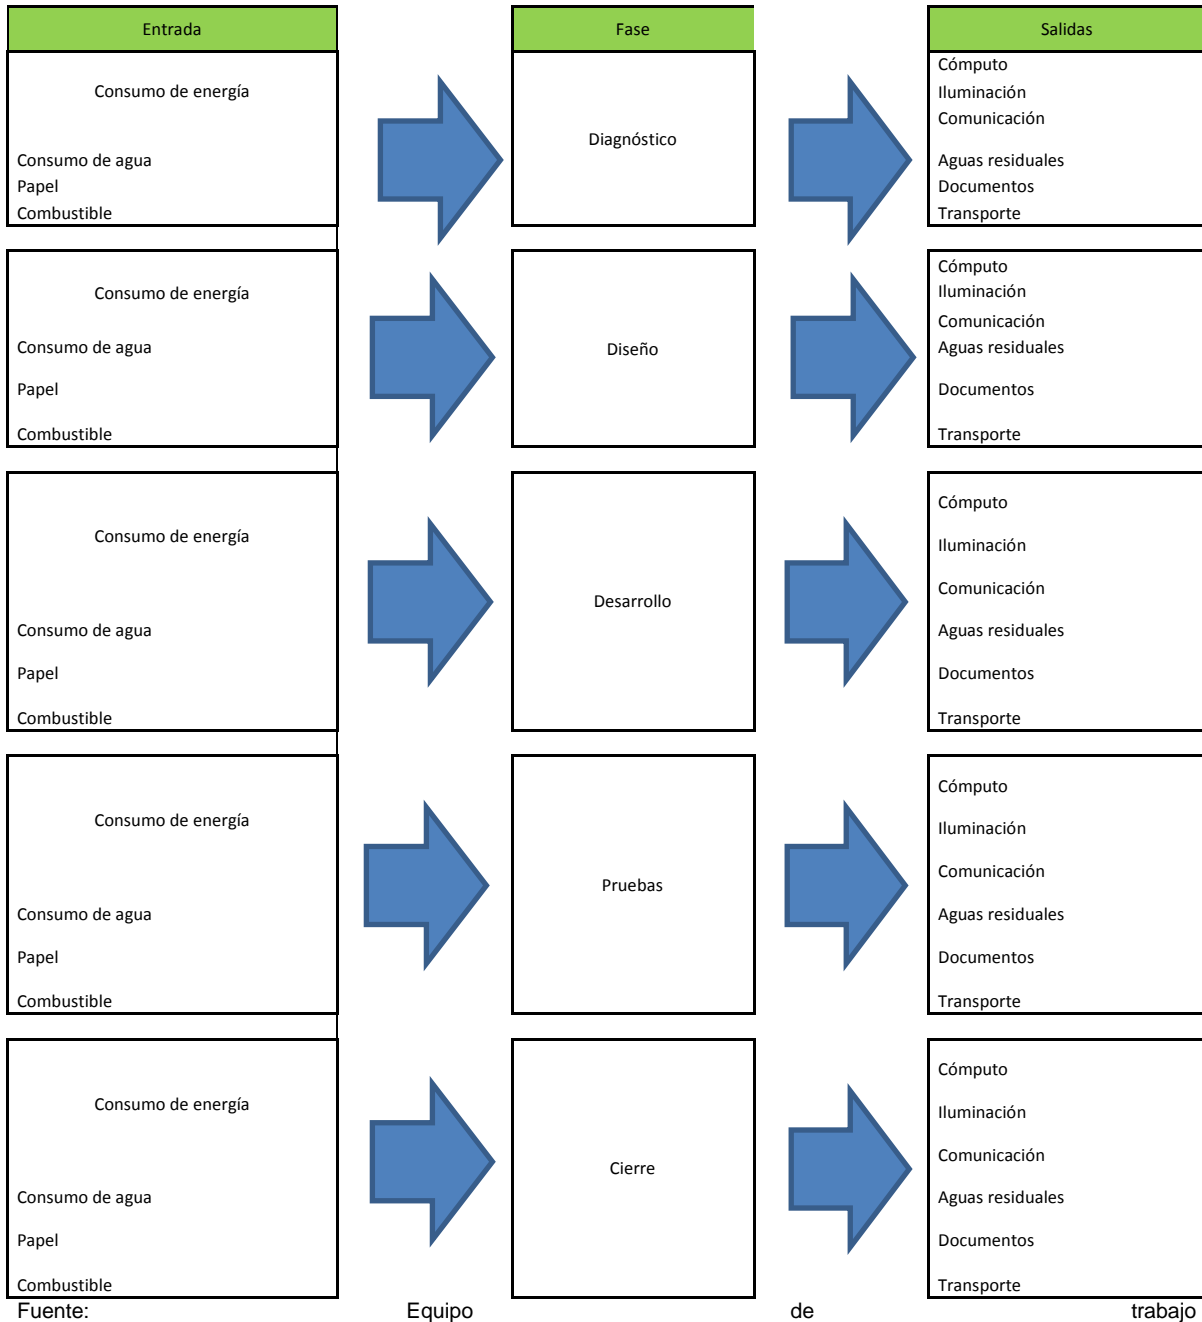 Entrada
Fase
Salidas
Consumo de energía
Consumo de agua
Papel
Combustible
Diagnóstico
Cómputo
Iluminación
Comunicación
Aguas residuales
Documentos
Transporte
Consumo de energía
Consumo de agua
Papel
Combustible
Diseño
Cómputo
Iluminación
Comunicación
Aguas residuales
Documentos
Transporte
Consumo de energía
Consumo de agua
Papel
Combustible
Desarrollo
Cómputo
Iluminación
Comunicación
Aguas residuales
Documentos
Transporte
Consumo de energía
Consumo de agua
Papel
Combustible
Pruebas
Cómputo
Iluminación
Comunicación
Aguas residuales
Documentos
Transporte
Consumo de energía
Consumo de agua
Papel
Combustible
Cierre
Cómputo
Iluminación
Comunicación
Aguas residuales
Documentos
Transporte
Fuente: Equipo de trabajo